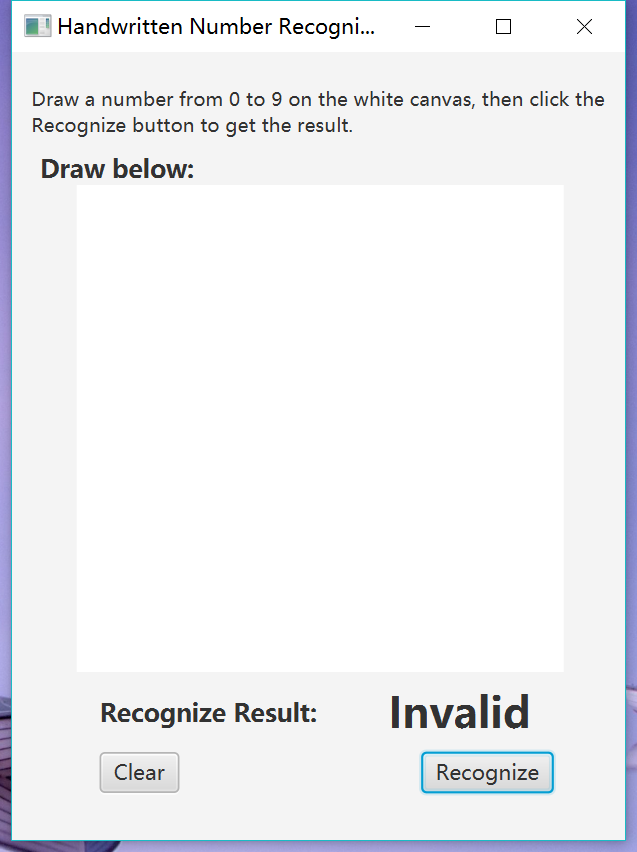 Handwritten Number Recogni...
Draw a number from 0 to 9 on the white canvas, then click the
Recognize button to get the result.
Draw below:
Recognize Result: Invalid
Clear Recognize